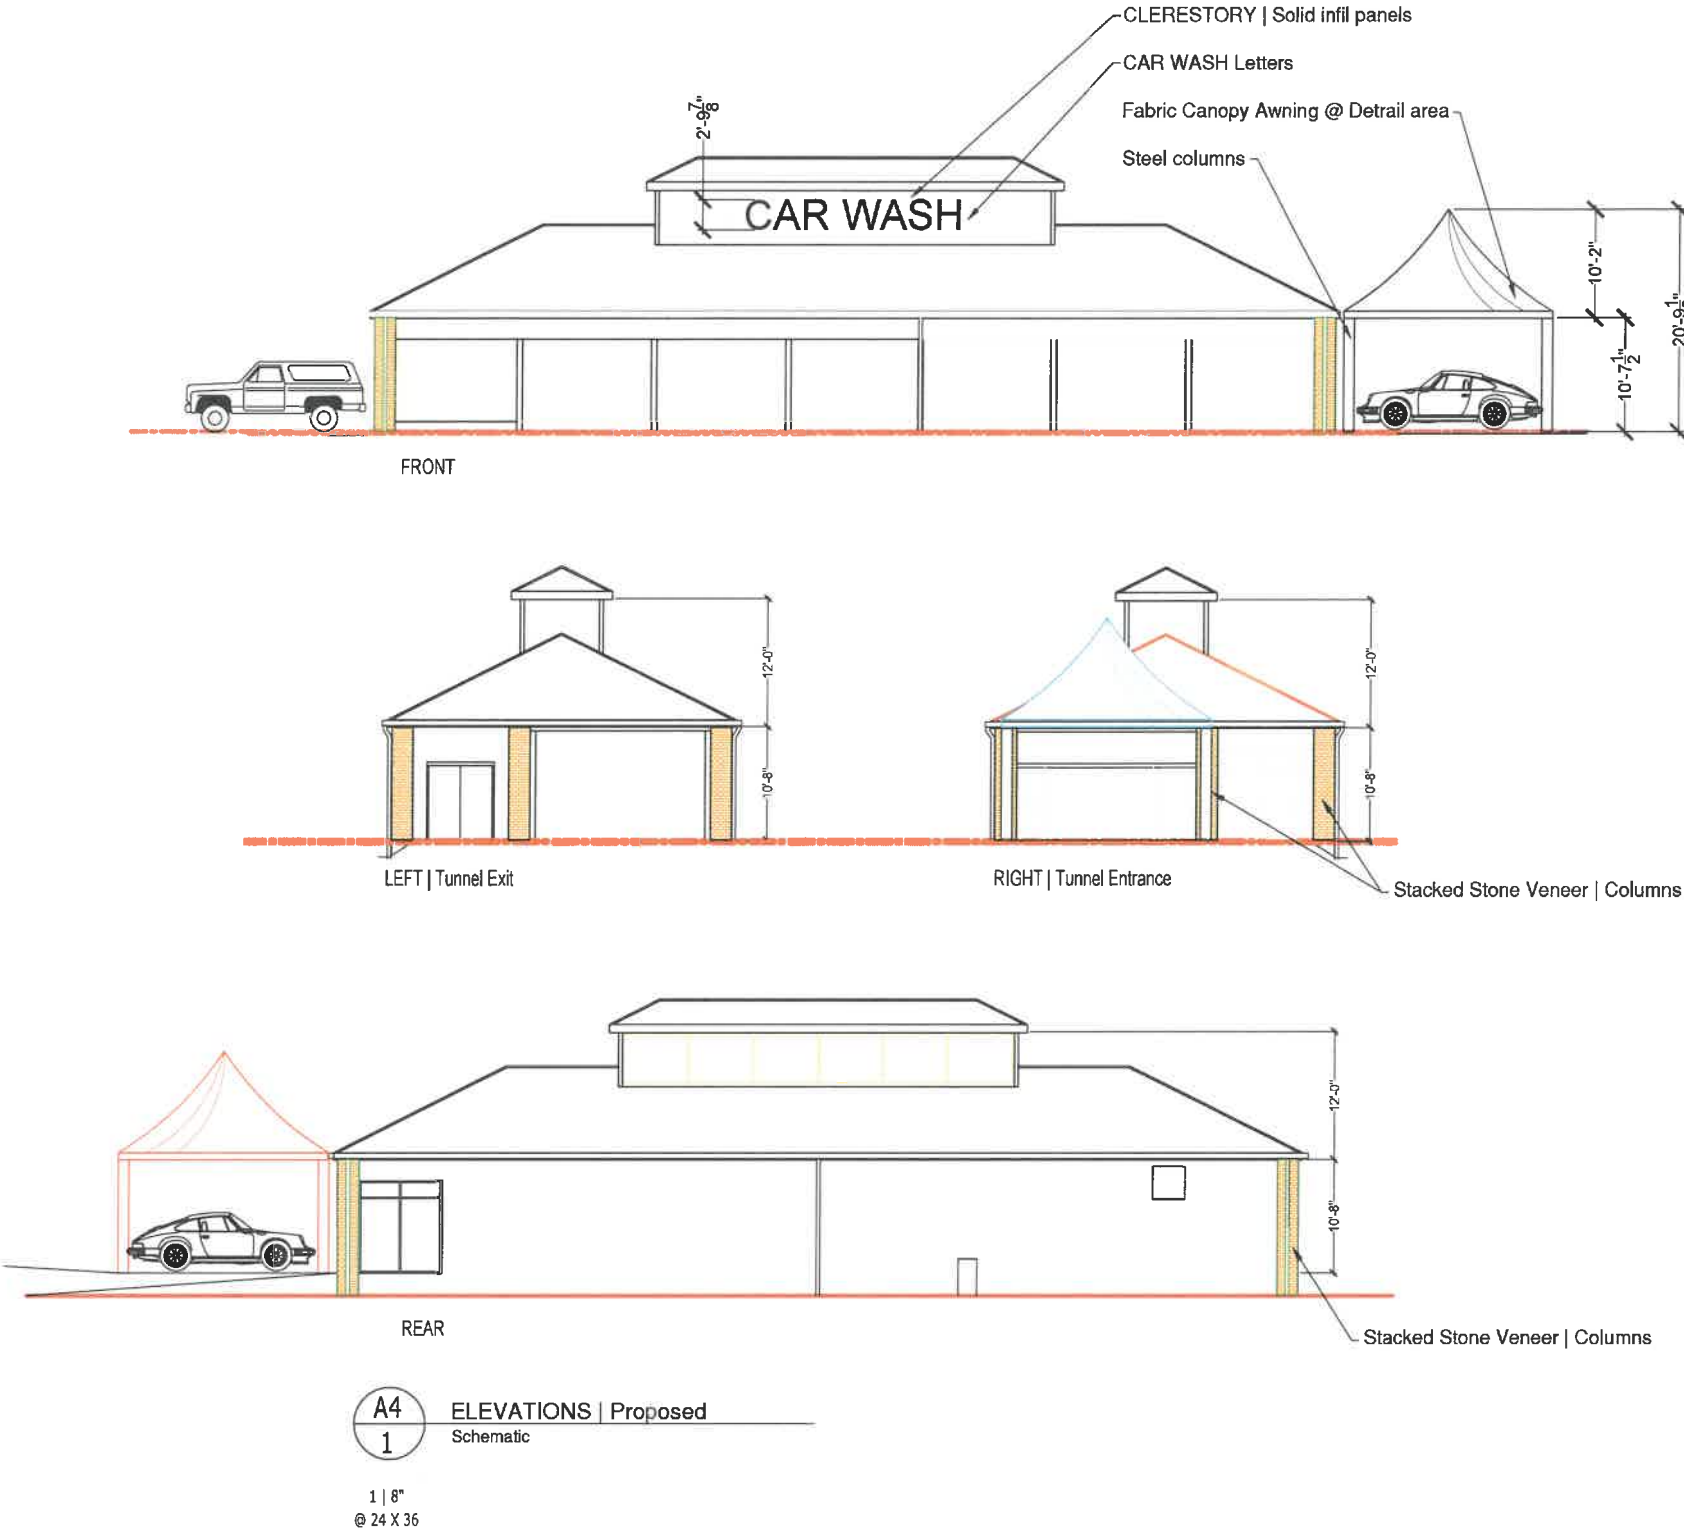 CLERESTORY | Solid infil panels
CAR WASH Letters
Fabric Canopy Awning @ Detrail area
Steel columns
2'-9 7/8"
CAR WASH
10'-2"
20'-9 1/8"
10'-7 1/2"
FRONT
12'-0"
10'-8"
12'-0"
10'-8"
LEFT | Tunnel Exit
RIGHT | Tunnel Entrance
Stacked Stone Veneer | Columns
12'-0"
10'-8"
REAR
Stacked Stone Veneer | Columns
A4
1
ELEVATIONS | Proposed
Schematic
1 | 8"
@ 24 X 36